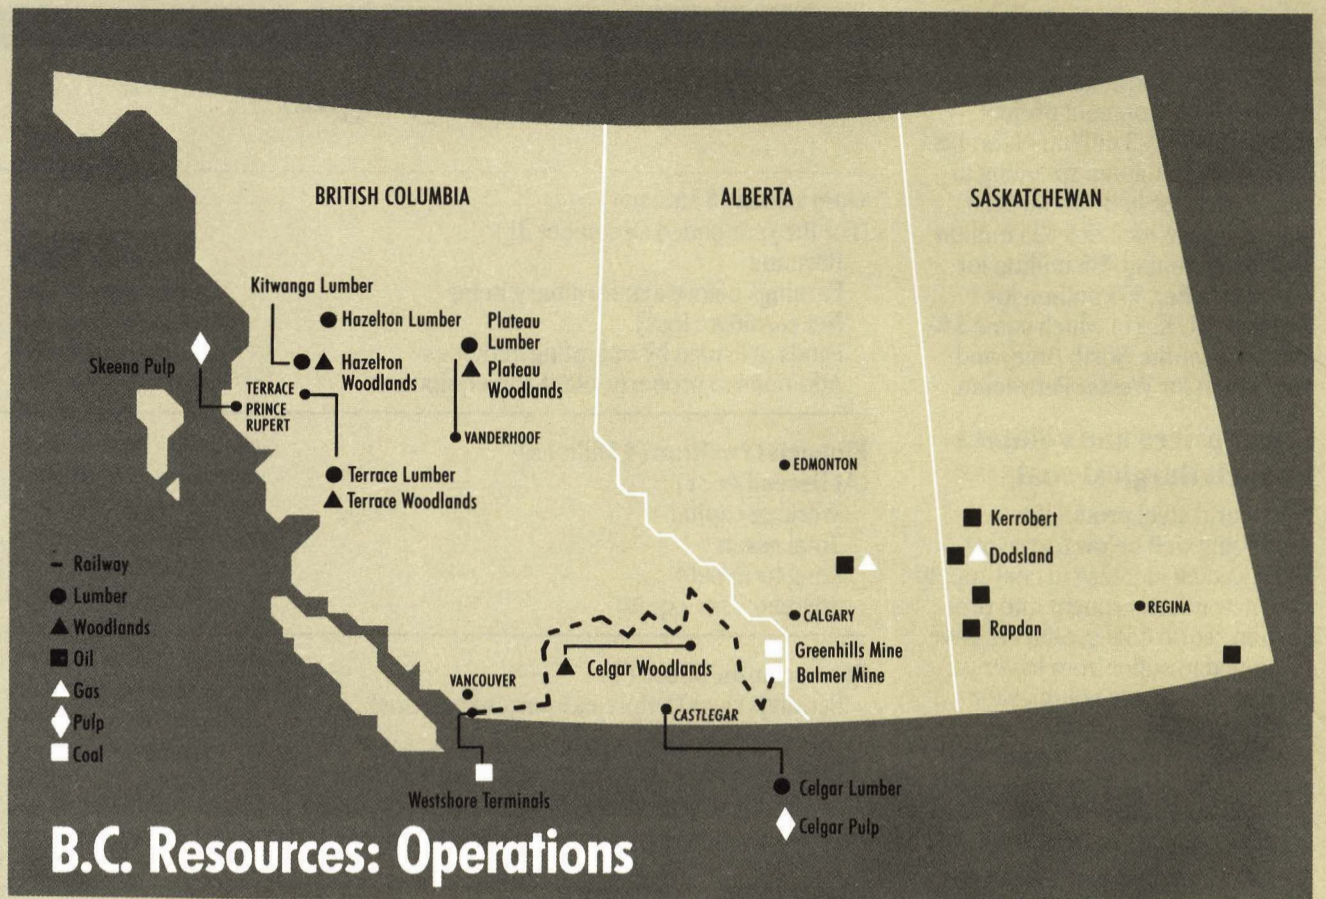 BRITISH COLUMBIA
ALBERTA
SASKATCHEWAN
Kitwanga Lumber
Hazelton Lumber
Hazelton
Woodlands
Plateau
Lumber
Plateau
Woodlands
Skeena Pulp
TERRACE
PRINCE
RUPERT
VANDERHOOF
Terrace Lumber
Terrace Woodlands
EDMONTON
Kerrobert
Dodsland
REGINA
Rapdan
CALGARY
Greenhills Mine
Balmer Mine
Celgar Woodlands
VANCOUVER
CASTLEGAR
Westshore Terminals
Celgar Lumber
Celgar Pulp
Railway
Lumber
Woodlands
Oil
Gas
Pulp
Coal
B.C. Resources: Operations